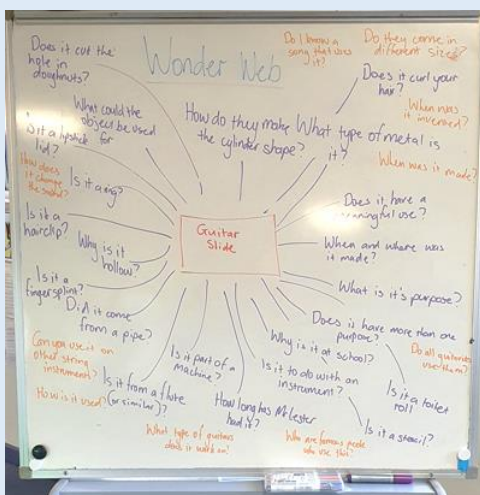 Wonder Web
Does it cut the
hole in
doughnuts?
Do I know a
song that uses
it?
Do they come in
different sizes?
Does it curl your
hair?
When was
it invented?
What could the
object be used
for
How do they make
the cylinder shape?
What type of metal is
it?
When was it made?
Is it a lipstick
lid?
How does
it change
the sound?
Is it a ring?
Does it have a
meaningful use?
Is it a
hairclip?
Guitar
Slide
Why is it
hollow?
When and where was
it made?
Is it a
finger splint?
What is it's purpose?
Did it come
from a pipe?
Does is have more than one
purpose?
Can you use it on
other string
instruments?
Is it part of a
machine?
Why is it at school?
Do all guitarists
use them?
Is it from a flute
(or similar)?
Is it to do with an
instrument?
Is it a toilet
roll
How is it used?
How long has Mr Lester
had it?
Is it a stencil?
What type of guitars
does it work on?
Who are famous people
who use this?